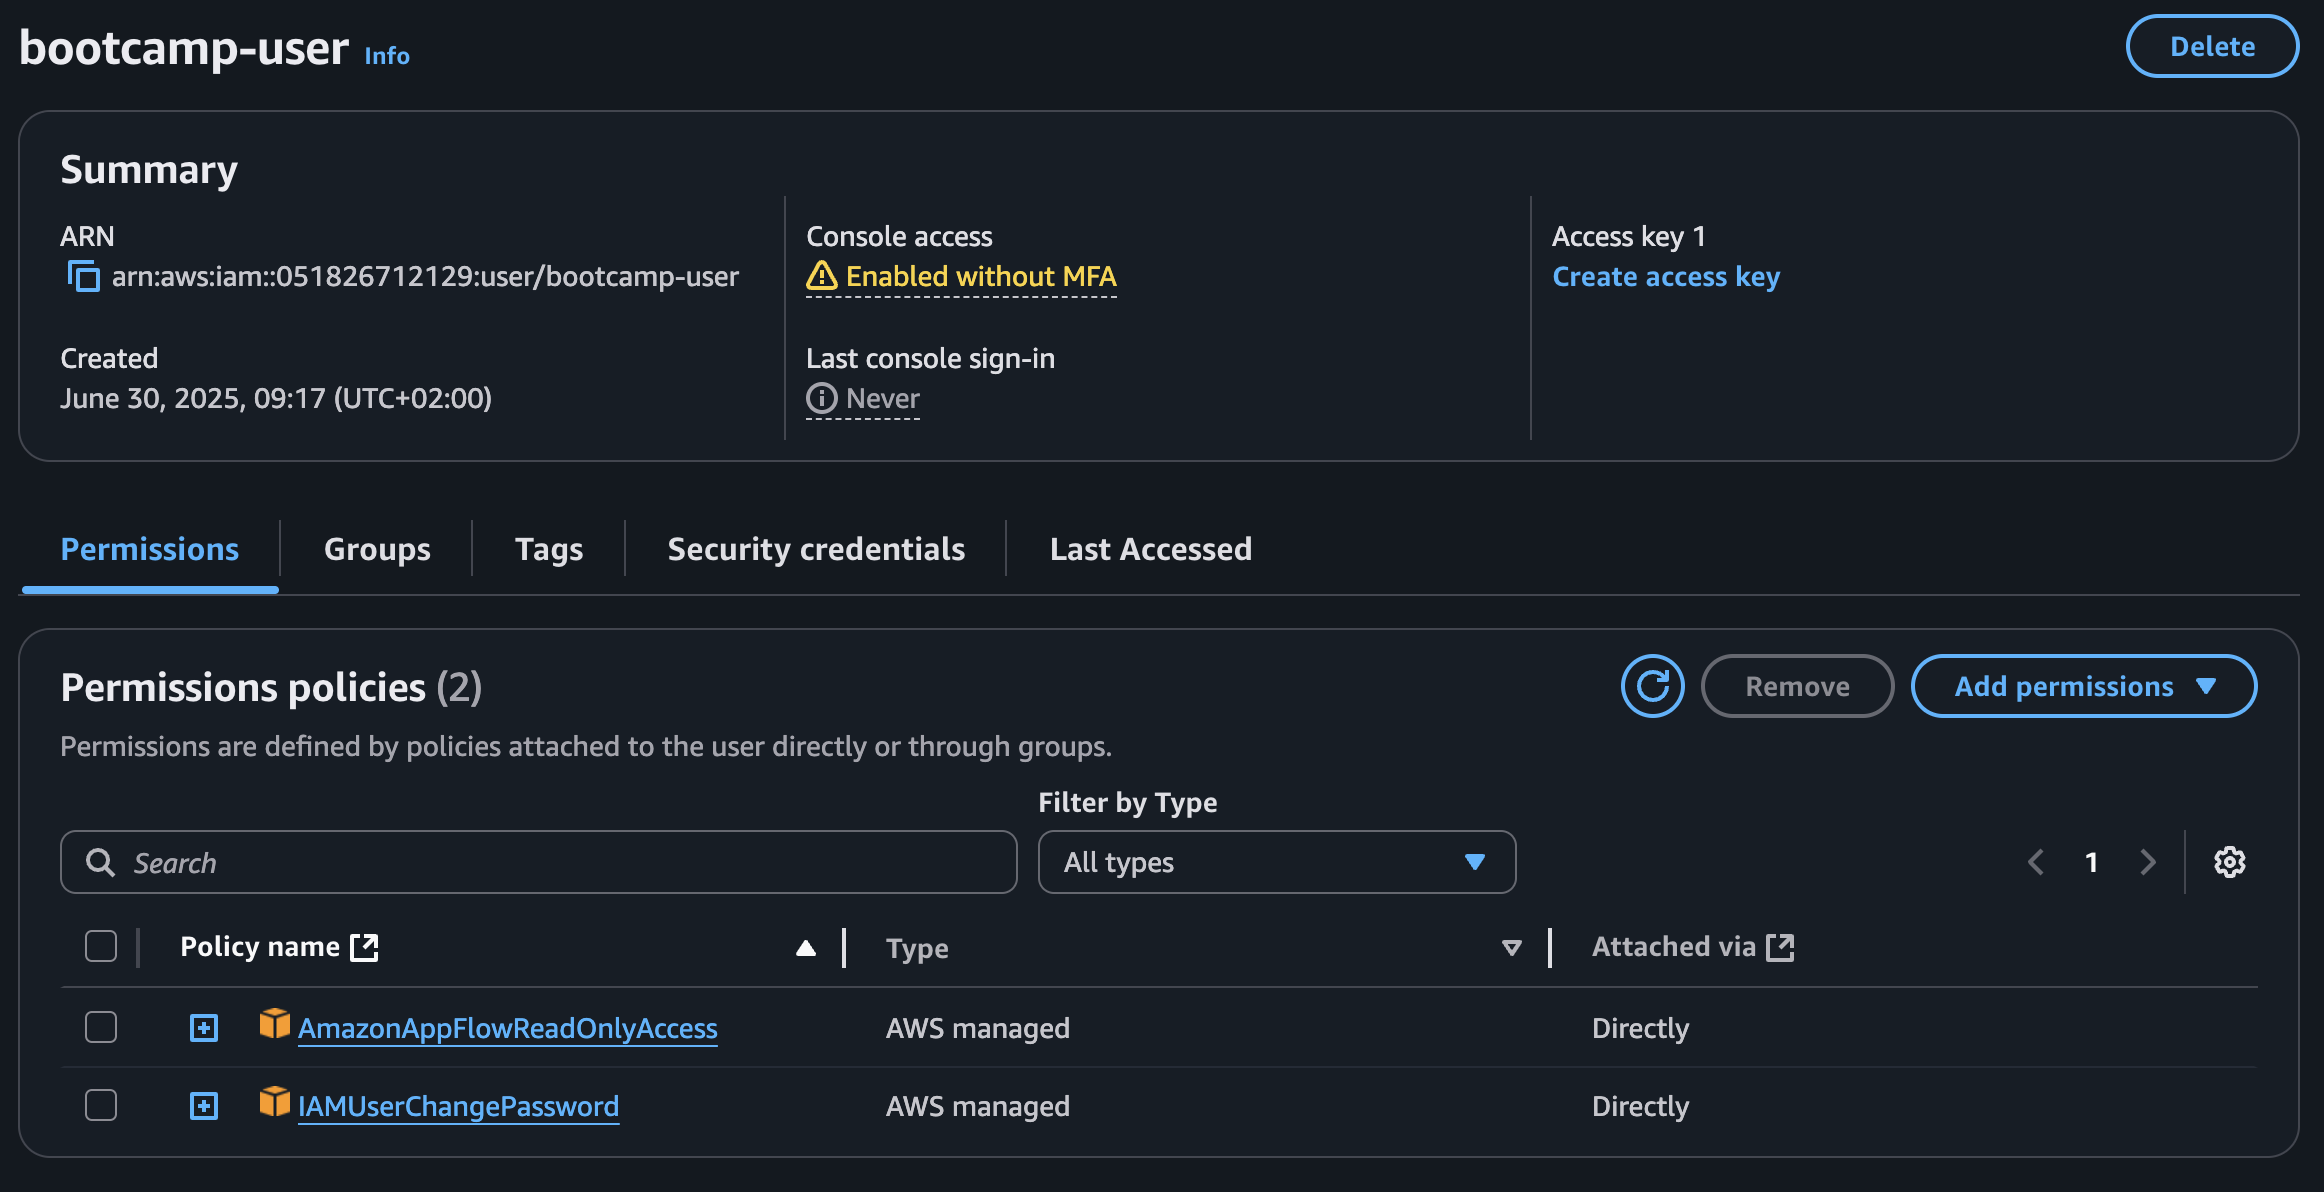 bootcamp-user Info
Delete
Summary
ARN
arn:aws:iam::051826712129:user/bootcamp-user
Created
June 30, 2025, 09:17 (UTC+02:00)
Console access
Enabled without MFA
Last console sign-in
Never
Access key 1
Create access key
Permissions
Groups
Tags
Security credentials
Last Accessed
Permissions policies (2)
Remove
Add permissions
Permissions are defined by policies attached to the user directly or through groups.
Filter by Type
Search
All types
1
Policy name
Type
Attached via
AmazonAppFlowReadOnlyAccess
AWS managed
Directly
IAMUserChangePassword
AWS managed
Directly